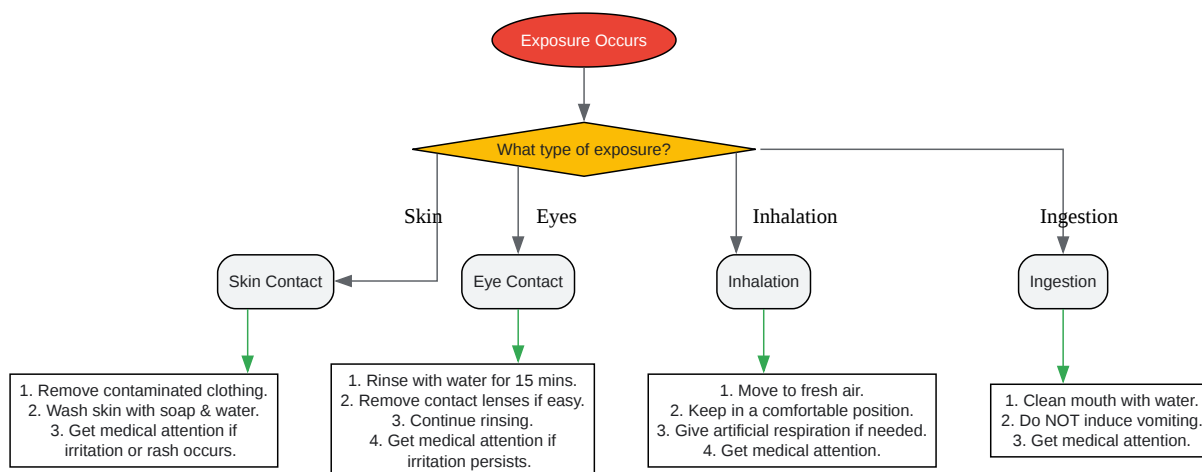 Exposure Occurs
What type of exposure?
Skin
Eyes
Inhalation
Ingestion
Skin Contact
Eye Contact
Inhalation
Ingestion
1. Remove contaminated clothing.
2. Wash skin with soap & water.
3. Get medical attention if
irritation or rash occurs.
1. Rinse with water for 15 mins.
2. Remove contact lenses if easy.
3. Continue rinsing.
4. Get medical attention if
irritation persists.
1. Move to fresh air.
2. Keep in a comfortable position.
3. Give artificial respiration if needed.
4. Get medical attention.
1. Clean mouth with water.
2. Do NOT induce vomiting.
3. Get medical attention.